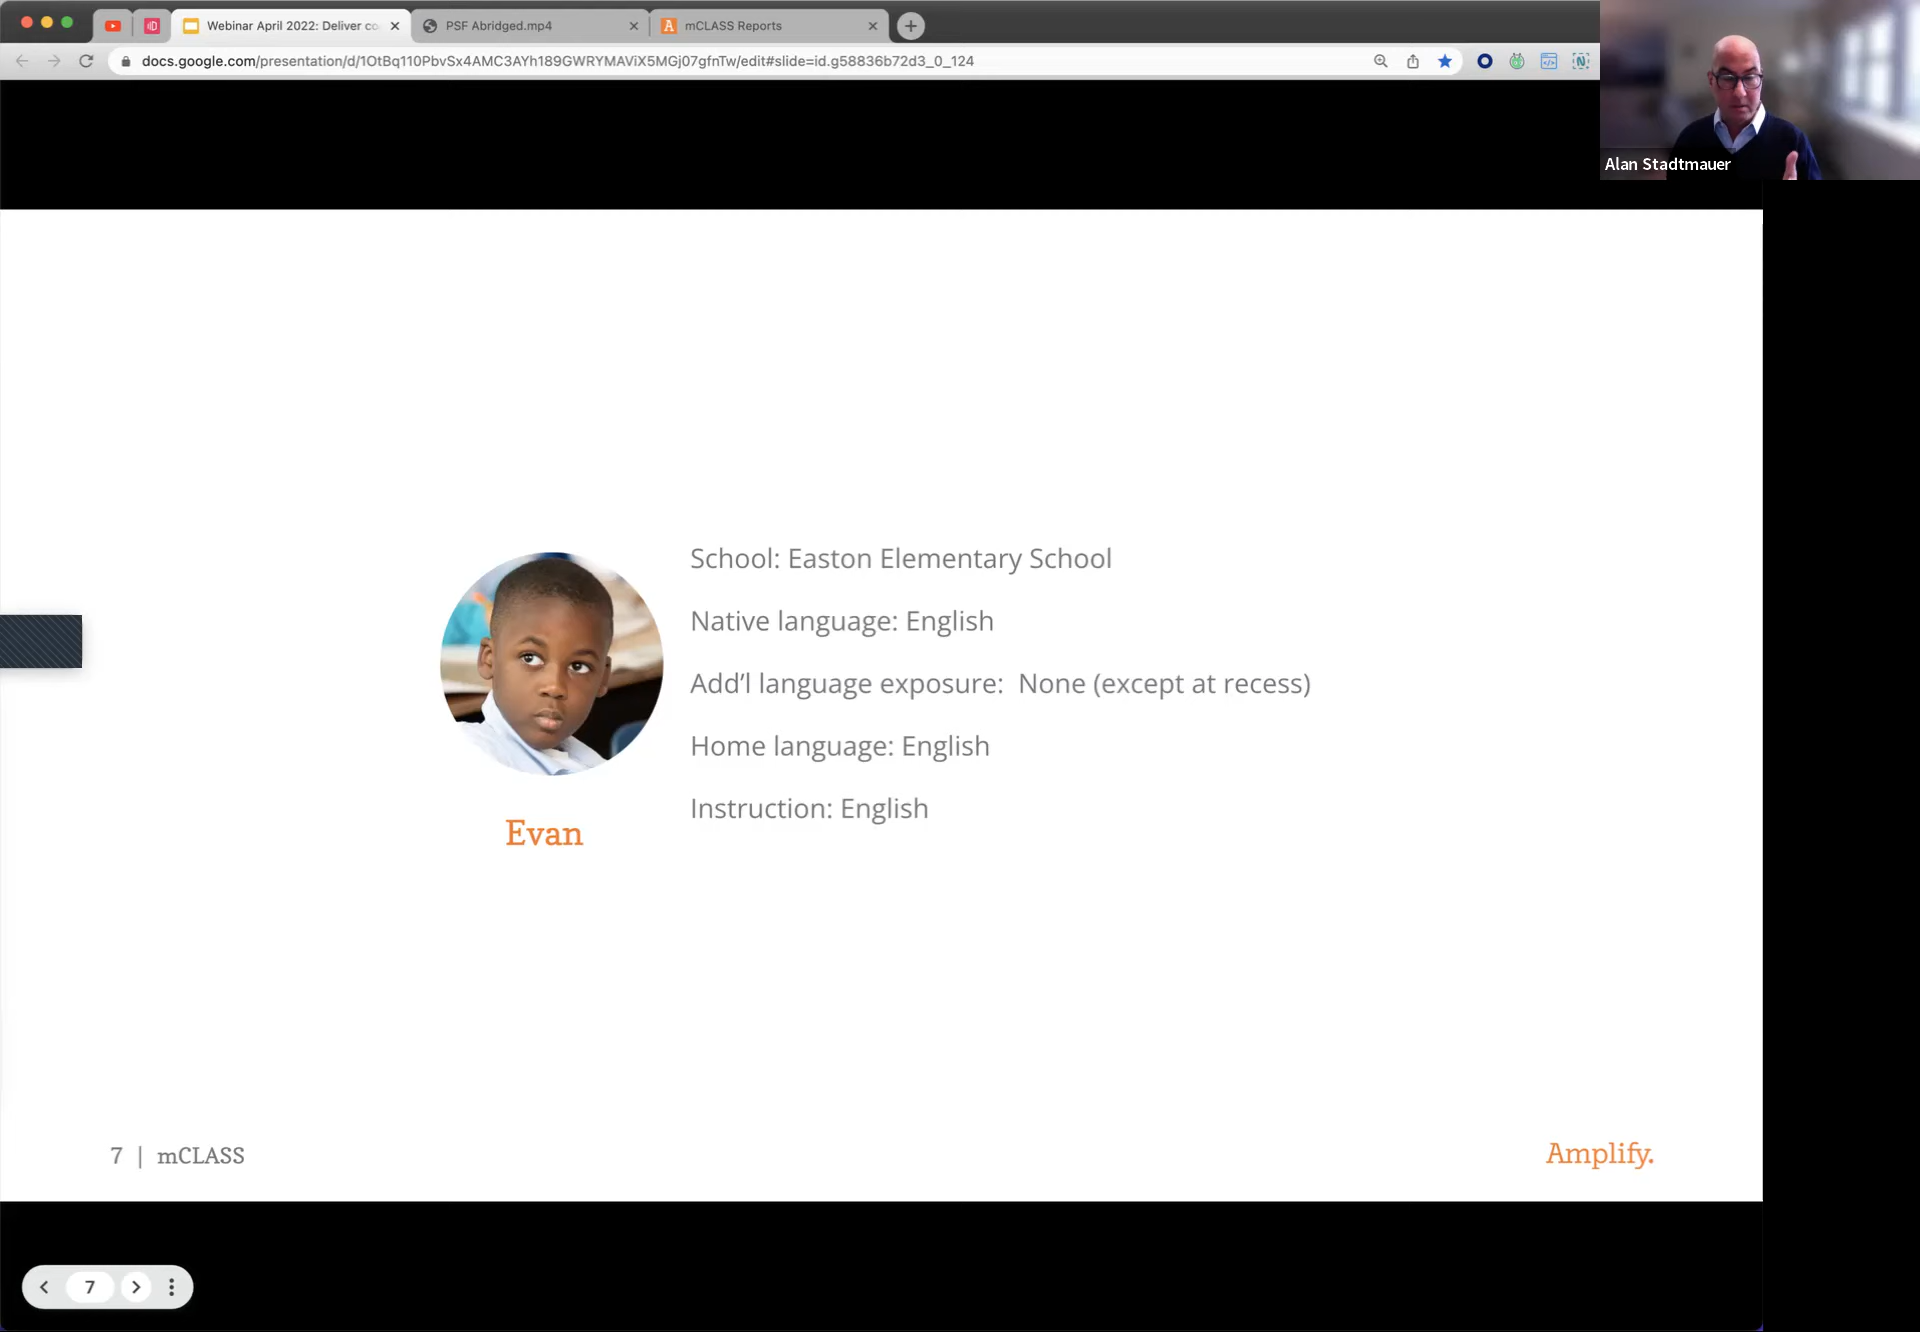 Webinar April 2022: Deliver co
PSF Abridged.mp4
mCLASS Reports
docs.google.com/presentation/d/1OtBq110PbvSx4AMC3AYh189GWRYMAViX5MGj07gfnTw/edit#slide=id.g58836b72d3_0_124
Alan Stadtmauer
School: Easton Elementary School
Native language: English
Add’l language exposure:  None (except at recess)
Home language: English
Instruction: English
Evan
7 | mCLASS
Amplify.
7